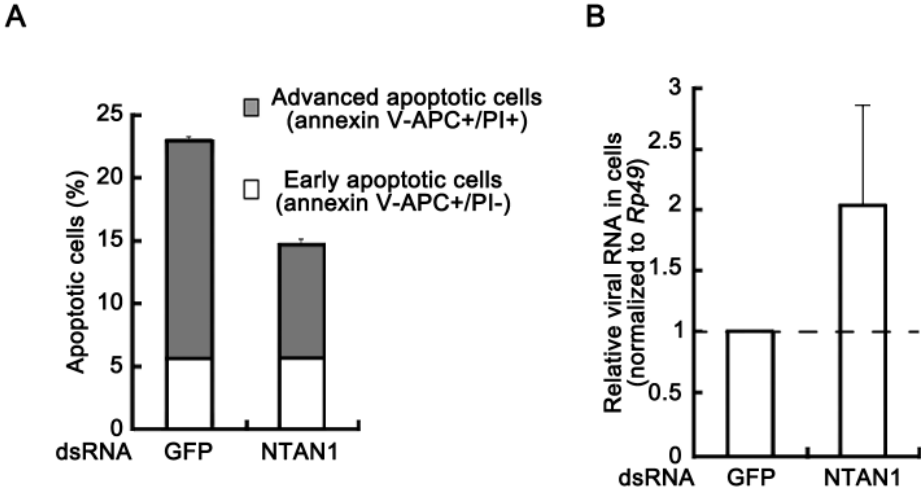 A
Apoptotic cells (%)
25
20
15
10
5
0
Advanced apoptotic cells
(annexin V-APC+/PI+)
Early apoptotic cells
(annexin V-APC+/PI-)
dsRNA GFP NTAN1
B
Relative viral RNA in cells
(normalized to Rp49)
3
2.5
2
1.5
1
0.5
0
dsRNA GFP NTAN1